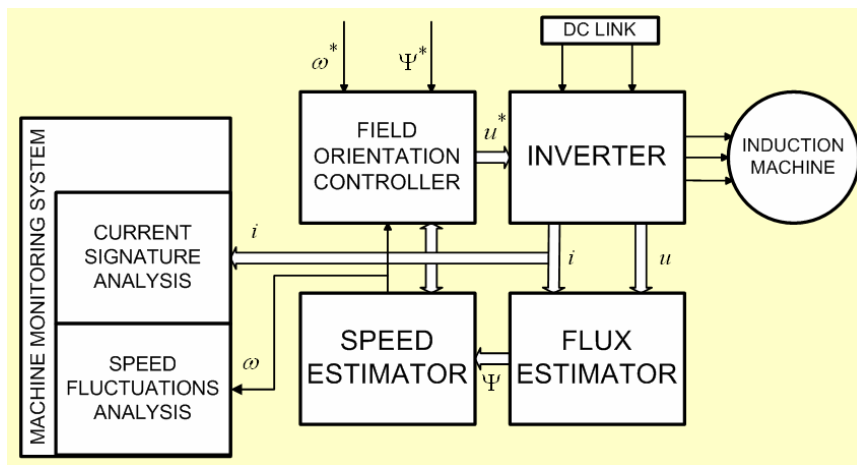 DC LINK
ω*
Ψ*
FIELD
ORIENTATION
CONTROLLER
u*
INVERTER
INDUCTION
MACHINE
MACHINE MONITORING SYSTEM
CURRENT
SIGNATURE
ANALYSIS
i
i
u
SPEED
ESTIMATOR
Ψ
FLUX
ESTIMATOR
ω
SPEED
FLUCTUATIONS
ANALYSIS